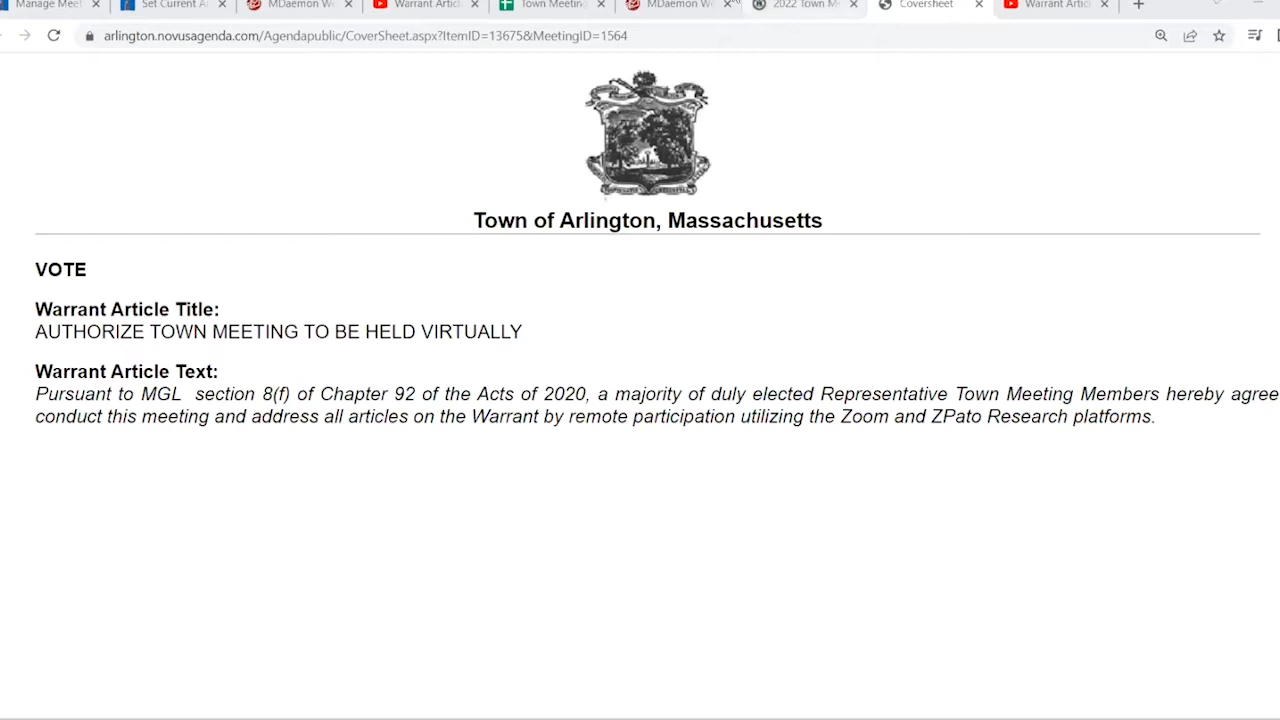 Manage Meet Set Current A MDaemon We Warrant Artic Town Meeting MDaemon We 2022 Town M Coversheet Warrant Artic
arlington.novusagenda.com/Agendapublic/CoverSheet.aspx?ItemID=13675&MeetingID=1564
Town of Arlington, Massachusetts
VOTE
Warrant Article Title:
AUTHORIZE TOWN MEETING TO BE HELD VIRTUALLY
Warrant Article Text:
Pursuant to MGL section 8(f) of Chapter 92 of the Acts of 2020, a majority of duly elected Representative Town Meeting Members hereby agree
conduct this meeting and address all articles on the Warrant by remote participation utilizing the Zoom and ZPato Research platforms.